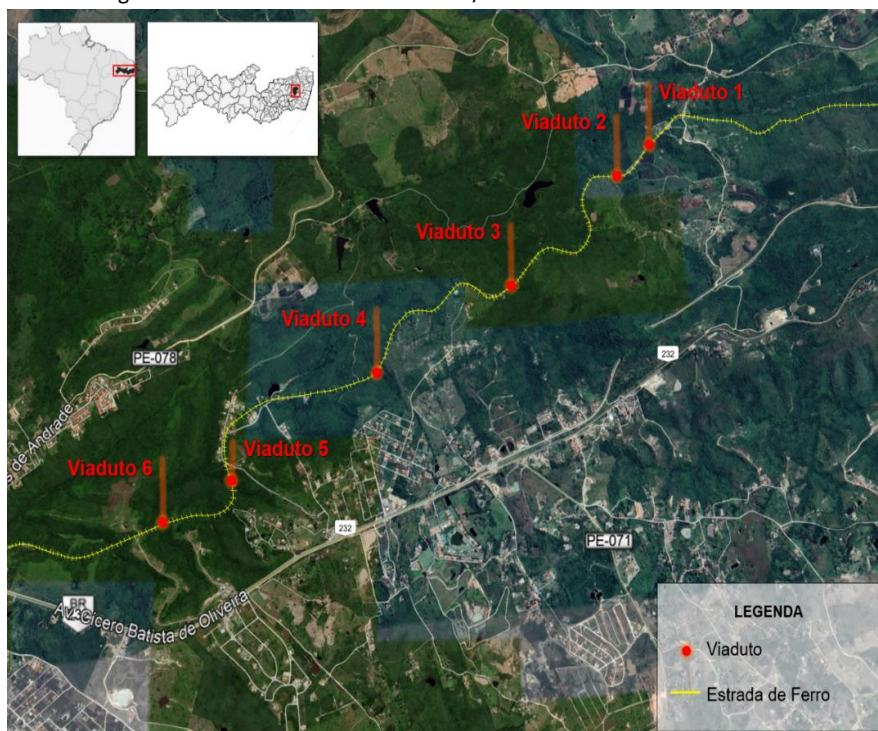 Viaduto 1
Viaduto 2
Viaduto 3
Viaduto 4
PE-078
232
s de Andrade
Viaduto 5
Viaduto 6
232
PE-071
BR
Av. Cícero Batista de Oliveira
LEGENDA
Viaduto
Estrada de Ferro